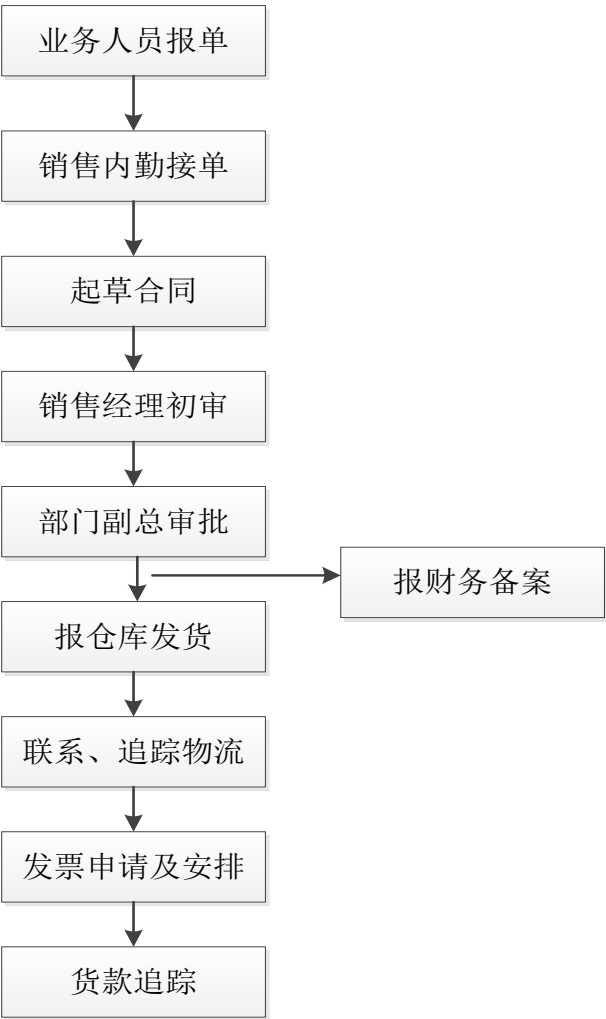 业务人员报单
销售内勤接单
起草合同
销售经理初审
部门副总审批
报财务备案
报仓库发货
联系、追踪物流
发票申请及安排
货款追踪